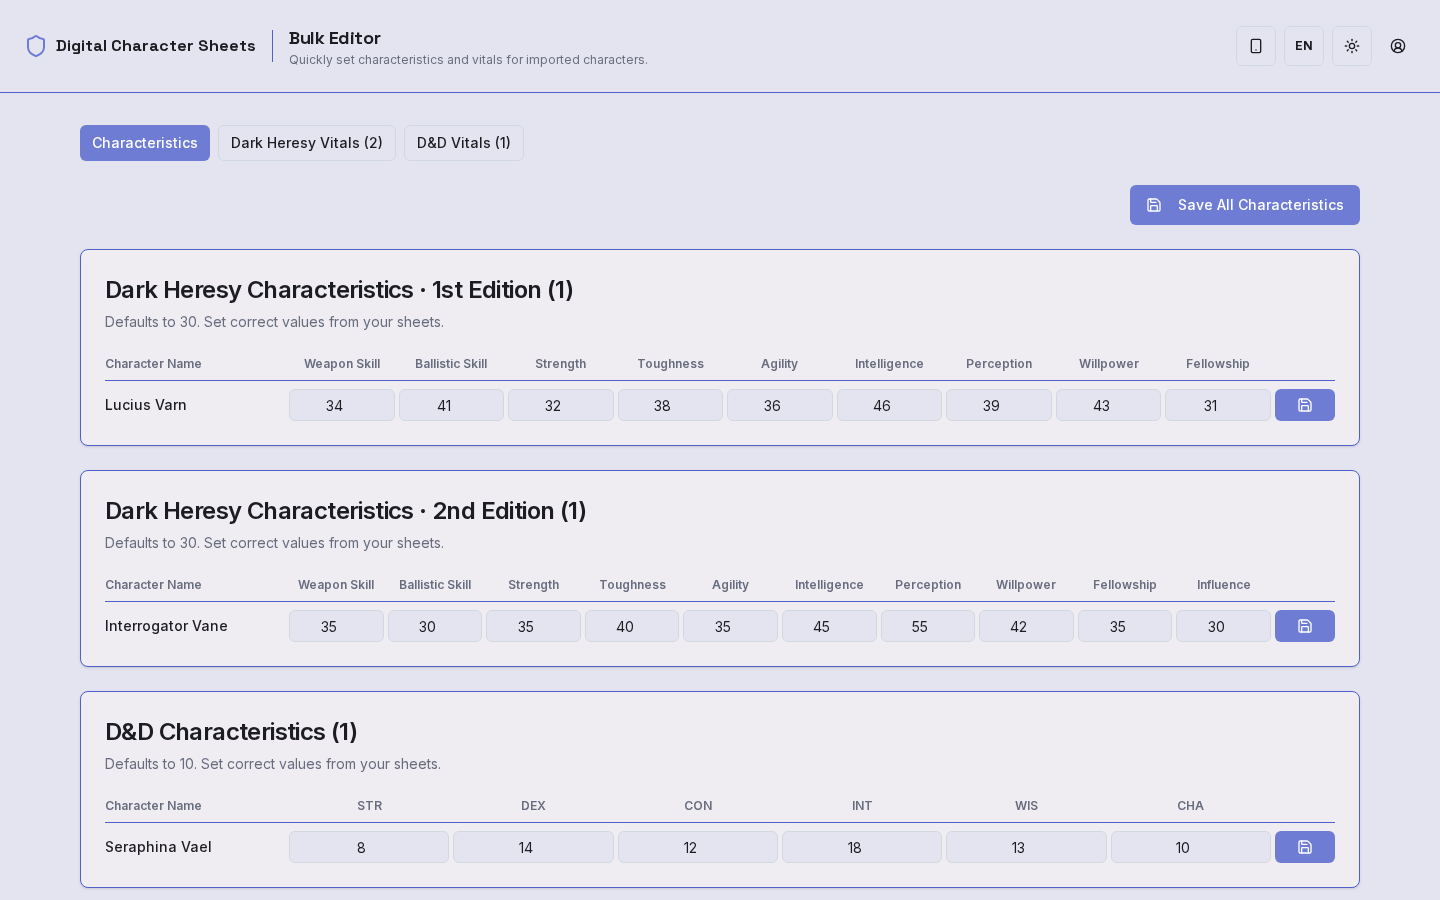 Digital Character Sheets
Bulk Editor
Quickly set characteristics and vitals for imported characters.
EN
Characteristics
Dark Heresy Vitals (2)
D&D Vitals (1)
Save All Characteristics
Dark Heresy Characteristics · 1st Edition (1)
Defaults to 30. Set correct values from your sheets.
Character Name Weapon Skill Ballistic Skill Strength Toughness Agility Intelligence Perception Willpower Fellowship
Lucius Varn 34 41 32 38 36 46 39 43 31
Dark Heresy Characteristics · 2nd Edition (1)
Defaults to 30. Set correct values from your sheets.
Character Name Weapon Skill Ballistic Skill Strength Toughness Agility Intelligence Perception Willpower Fellowship Influence
Interrogator Vane 35 30 35 40 35 45 55 42 35 30
D&D Characteristics (1)
Defaults to 10. Set correct values from your sheets.
Character Name STR DEX CON INT WIS CHA
Seraphina Vael 8 14 12 18 13 10